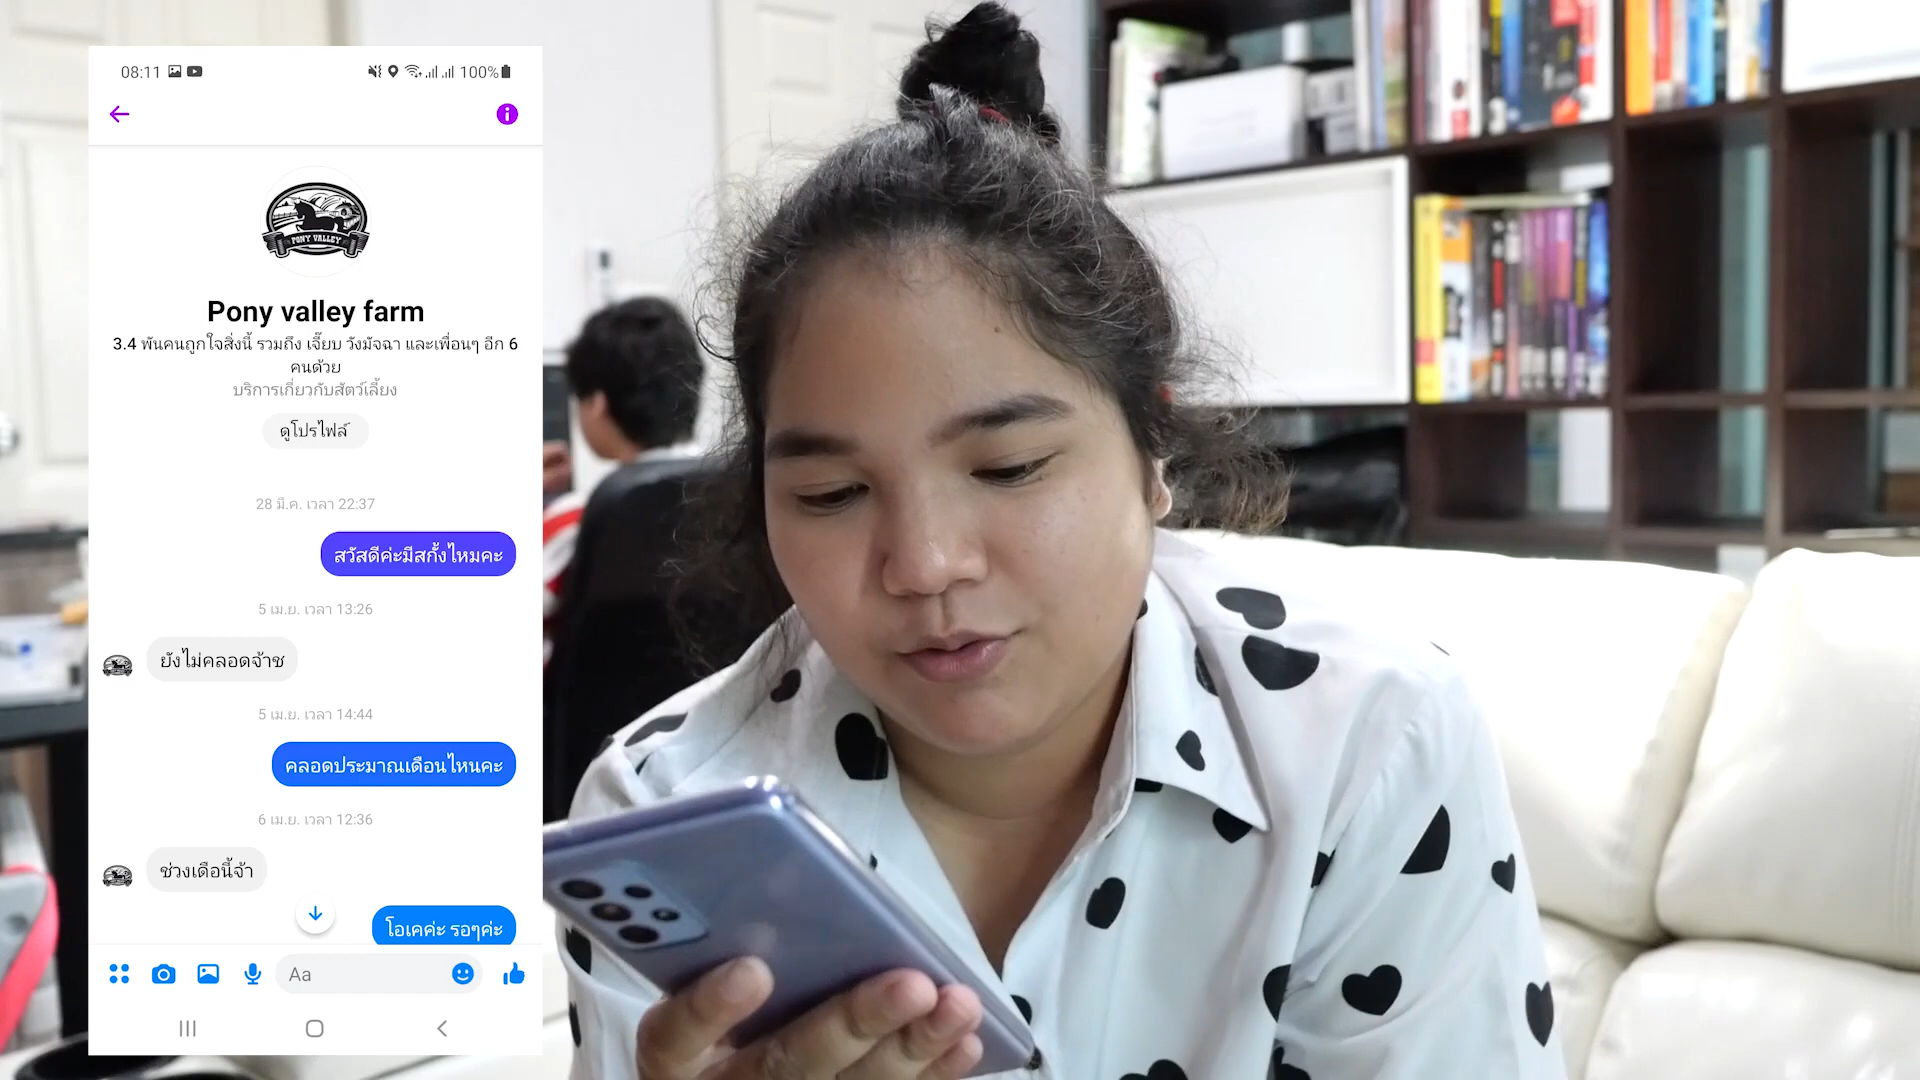 08:11
100%
PONY VALLEY
Pony valley farm
3.4 พันคนถูกใจสิ่งนี้ รวมถึง เจี๊ยบ วังมัจฉา และเพื่อนๆ อีก 6
คนด้วย
บริการเกี่ยวกับสัตว์เลี้ยง
ดูโปรไฟล์
28 มี.ค. เวลา 22:37
สวัสดีค่ะมีสกั้งไหมคะ
5 เม.ย. เวลา 13:26
ยังไม่คลอดจ้าช
5 เม.ย. เวลา 14:44
คลอดประมาณเดือนไหนคะ
6 เม.ย. เวลา 12:36
ช่วงเดือนี้จ้า
โอเคค่ะ รอๆค่ะ
Aa